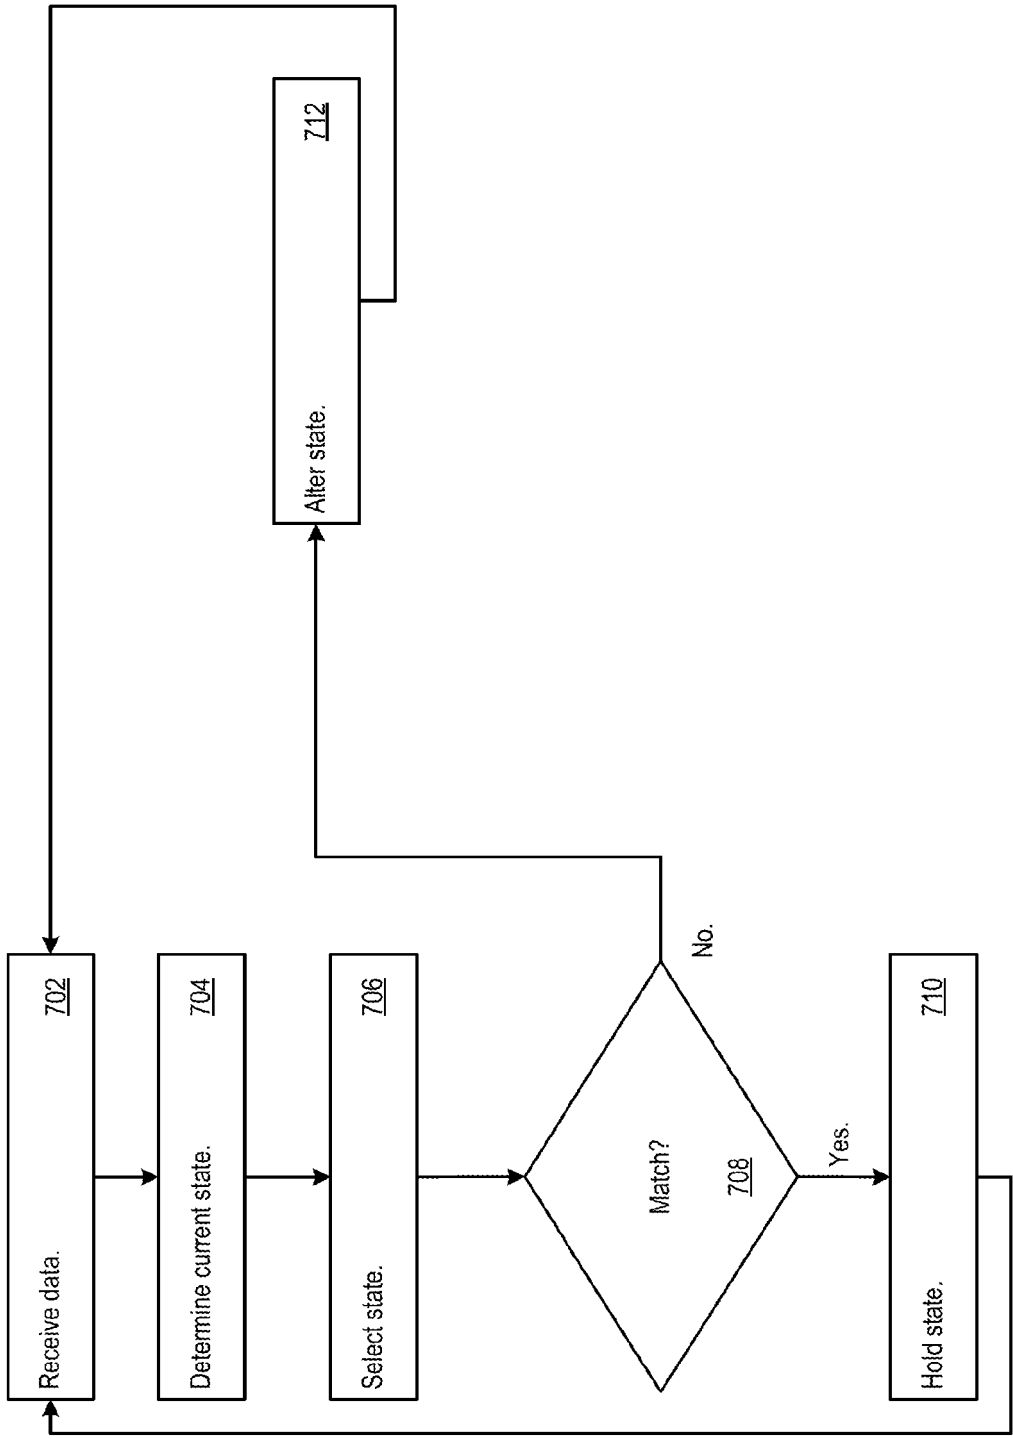 Receive data.
702
Determine current state.
704
Select state.
706
Match?
708
No.
Yes.
Hold state.
710
Alter state.
712